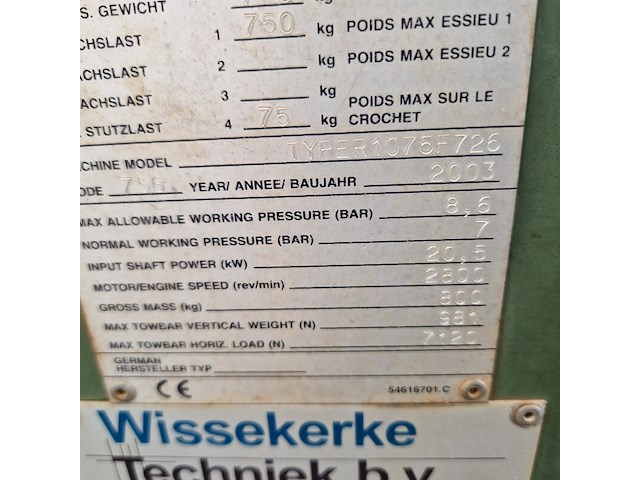 S. GEWICHT
CHSLAST 1 750 kg POIDS MAX ESSIEU 1
ACHSLAST 2 kg POIDS MAX ESSIEU 2
ACHSLAST 3 kg
STUTZLAST 4 75 kg POIDS MAX SUR LE CROCHET
CHINE MODEL TYPER1075F726
ODE YEAR/ ANNEE/ BAUJAHR 2003
MAX ALLOWABLE WORKING PRESSURE (BAR) 8,6
NORMAL WORKING PRESSURE (BAR) 7
INPUT SHAFT POWER (kW) 20,5
MOTOR/ENGINE SPEED (rev/min) 2800
GROSS MASS (kg) 800
MAX TOWBAR VERTICAL WEIGHT (N) 981
MAX TOWBAR HORIZ. LOAD (N) 7120
GERMAN
HERSTELLER TYP
CE 54616701.C
Wissekerke
Techniek b.v.